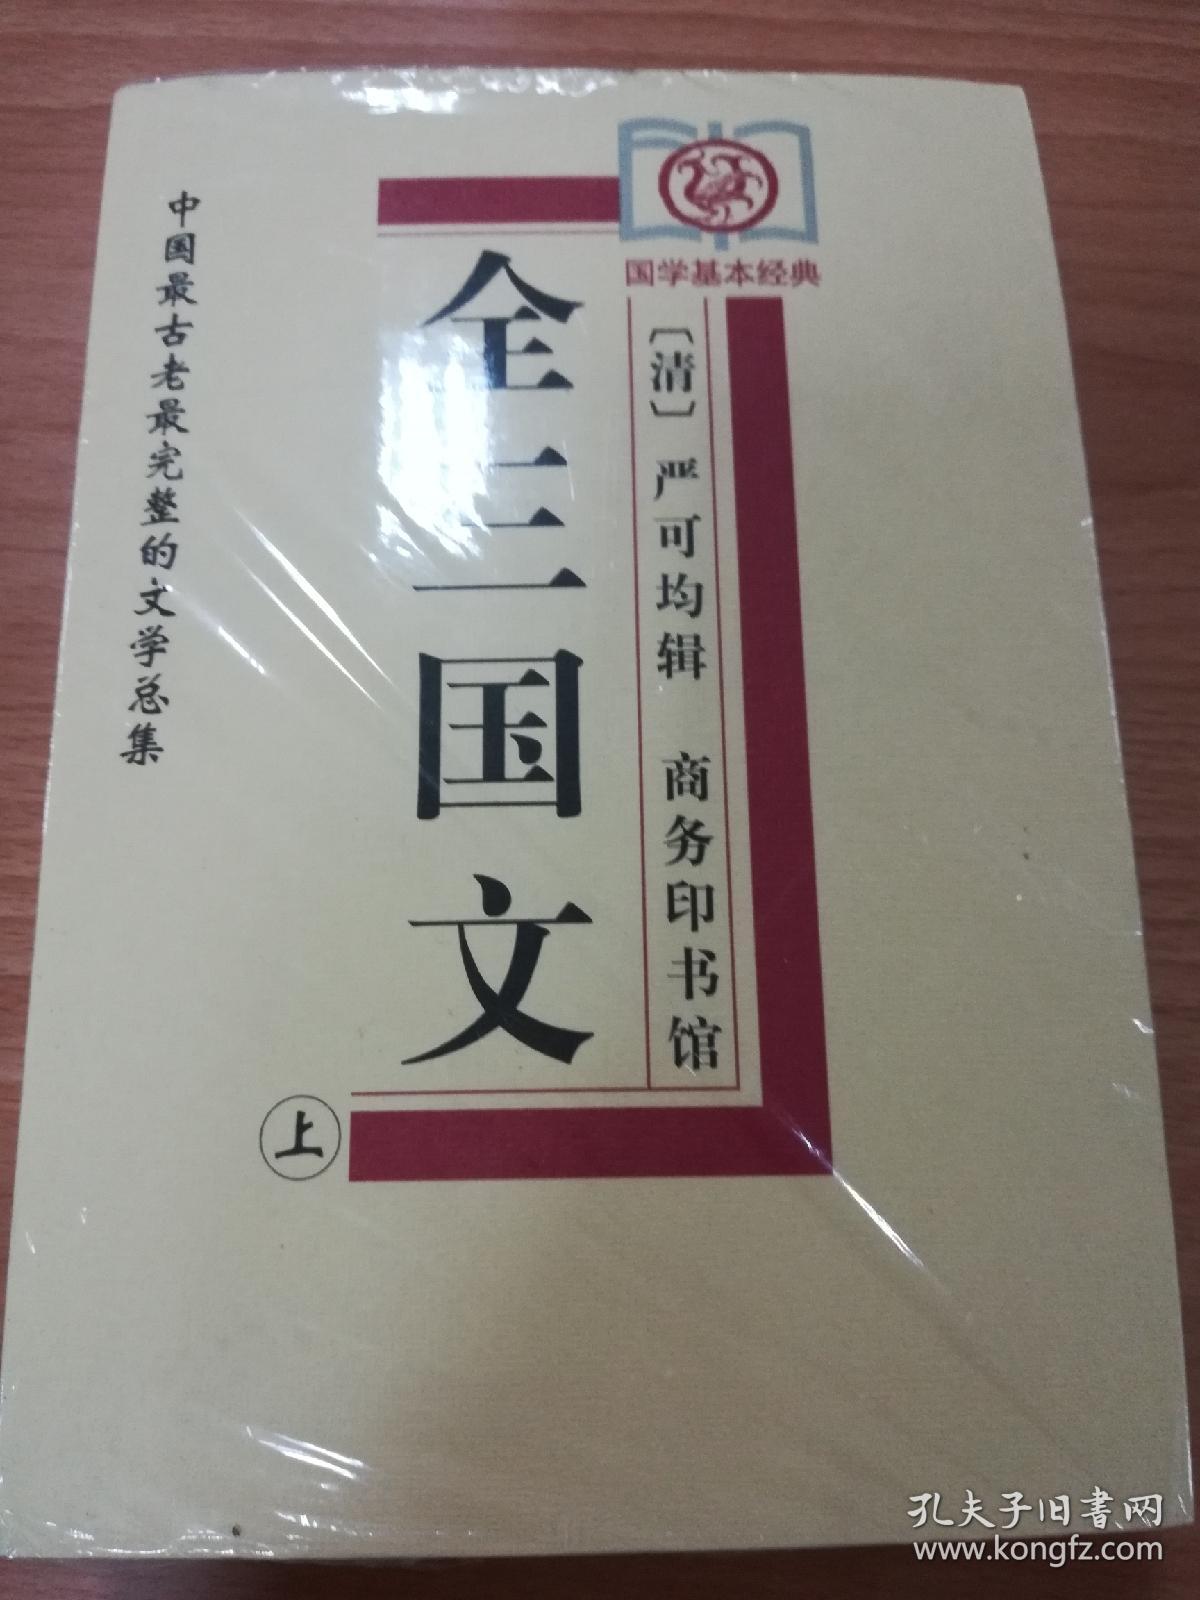 国学基本经典
〔清〕 严可均辑 商务印书馆
全三国文
上
中国最古老最完整的文学总集
孔夫子旧書网
www.kongfz.com